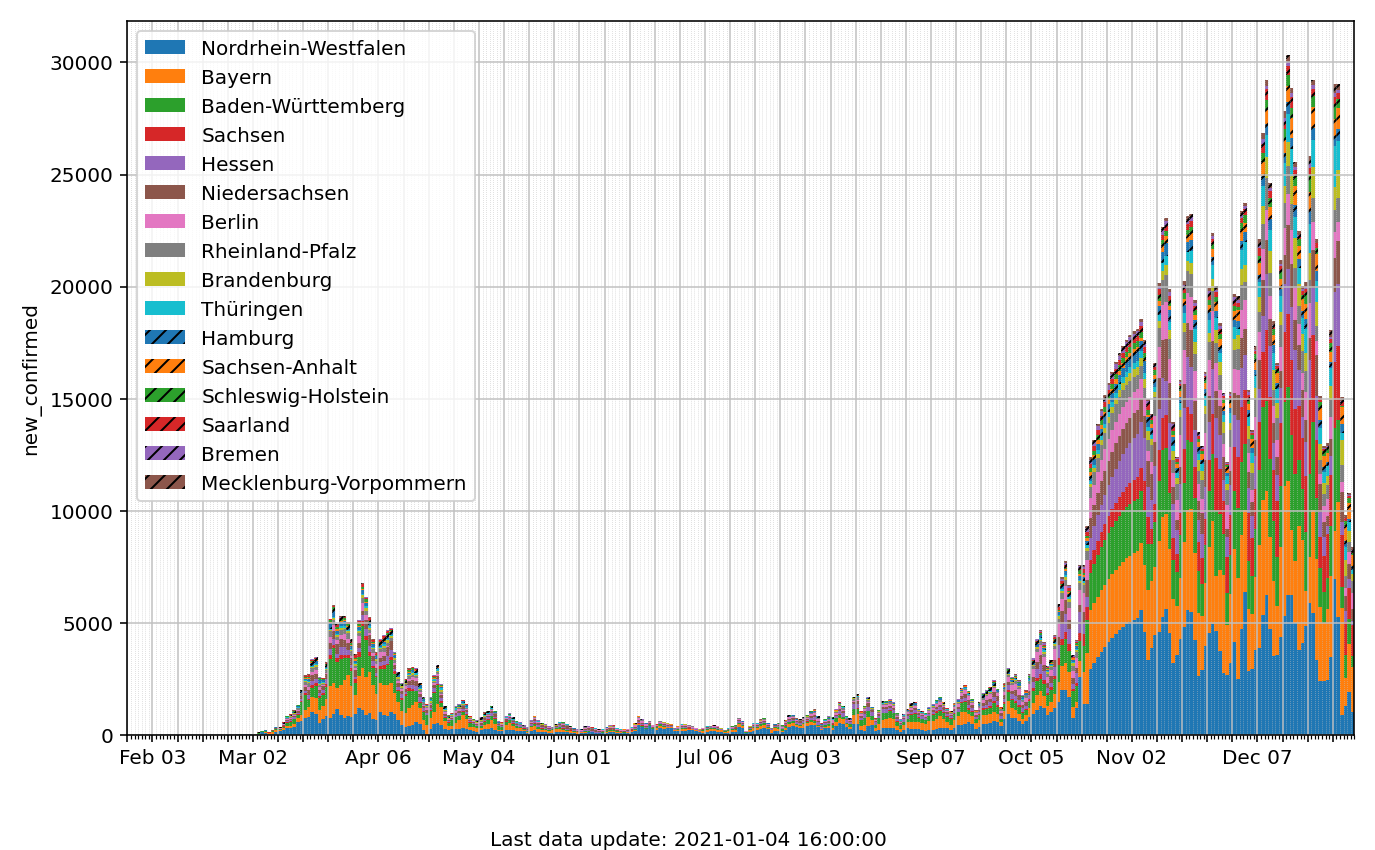 30000
25000
20000
15000
10000
5000
0
new_confirmed
Nordrhein-Westfalen
Bayern
Baden-Württemberg
Sachsen
Hessen
Niedersachsen
Berlin
Rheinland-Pfalz
Brandenburg
Thüringen
Hamburg
Sachsen-Anhalt
Schleswig-Holstein
Saarland
Bremen
Mecklenburg-Vorpommern
Feb 03 Mar 02 Apr 06 May 04 Jun 01 Jul 06 Aug 03 Sep 07 Oct 05 Nov 02 Dec 07
Last data update: 2021-01-04 16:00:00